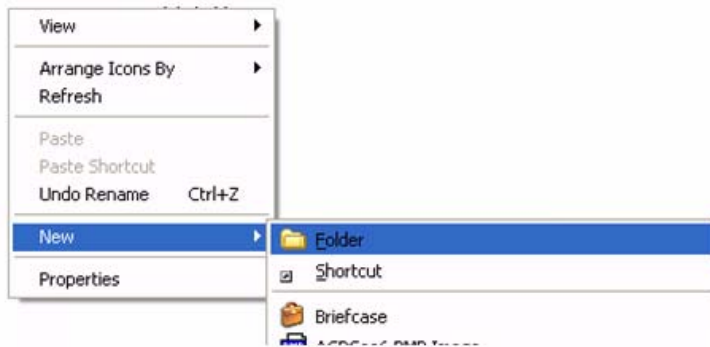 View
Arrange Icons By
Refresh
Paste
Paste Shortcut
Undo Rename Ctrl+Z
New
Folder
Properties
Shortcut
Briefcase